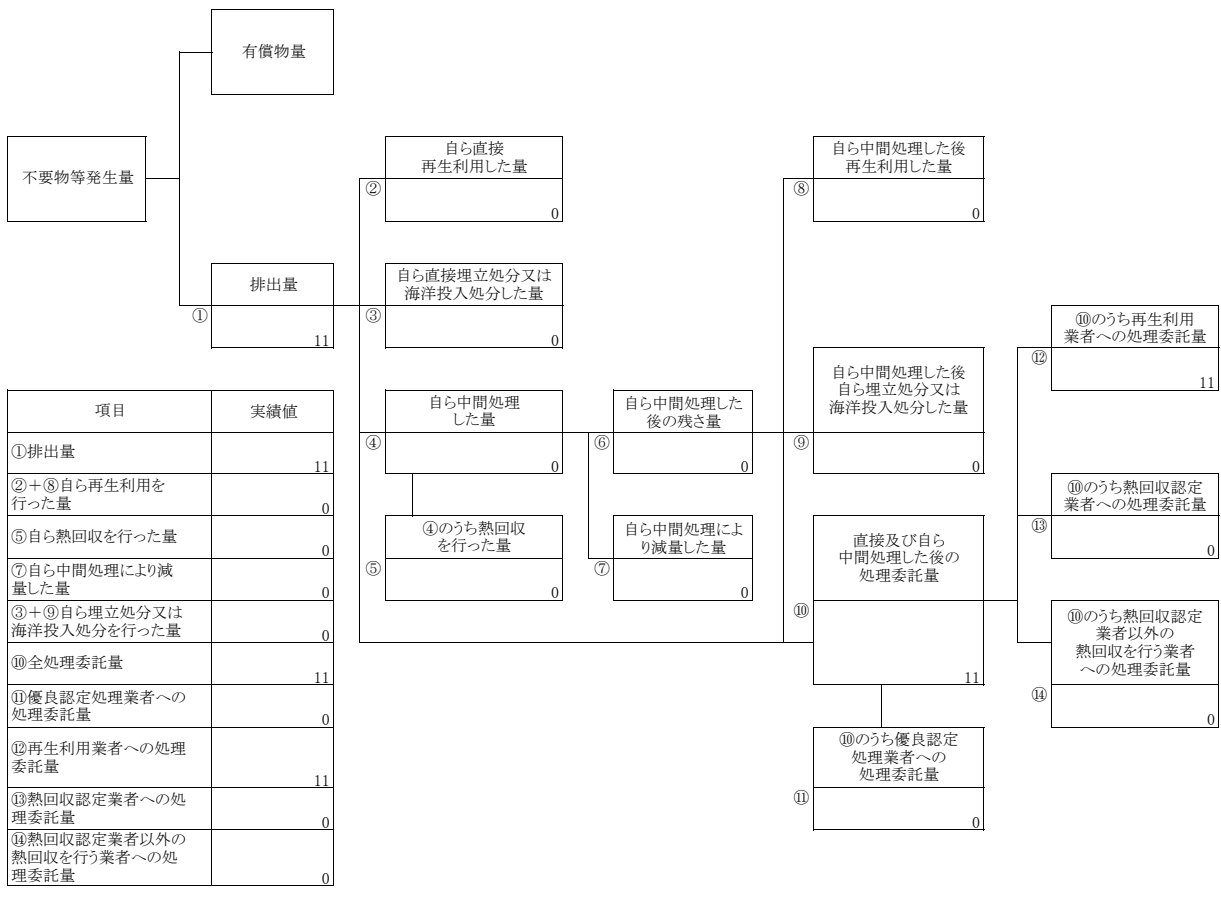 有償物量
不要物等発生量
排出量
①
11
自ら直接
再生利用した量
②
0
自ら直接埋立処分又は
海洋投入処分した量
③
0
自ら中間処理
した量
④
0
④のうち熱回収
を行った量
⑤
0
自ら中間処理した
後の残さ量
⑥
0
自ら中間処理によ
り減量した量
⑦
0
自ら中間処理した後
再生利用した量
⑧
0
自ら中間処理した後
自ら埋立処分又は
海洋投入処分した量
⑨
0
直接及び自ら
中間処理した後の
処理委託量
⑩
11
⑩のうち優良認定
処理業者への
処理委託量
⑪
0
⑩のうち再生利用
業者への処理委託量
⑫
11
⑩のうち熱回収認定
業者への処理委託量
⑬
0
⑩のうち熱回収認定
業者以外の
熱回収を行う業者
への処理委託量
⑭
0
項目 実績値
①排出量
11
②+⑧自ら再生利用を
行った量
0
⑤自ら熱回収を行った量
0
⑦自ら中間処理により減
量した量
0
③+⑨自ら埋立処分又は
海洋投入処分を行った量
0
⑩全処理委託量
11
⑪優良認定処理業者への
処理委託量
0
⑫再生利用業者への処理
委託量
11
⑬熱回収認定業者への処
理委託量
0
⑭熱回収認定業者以外の
熱回収を行う業者への処
理委託量
0